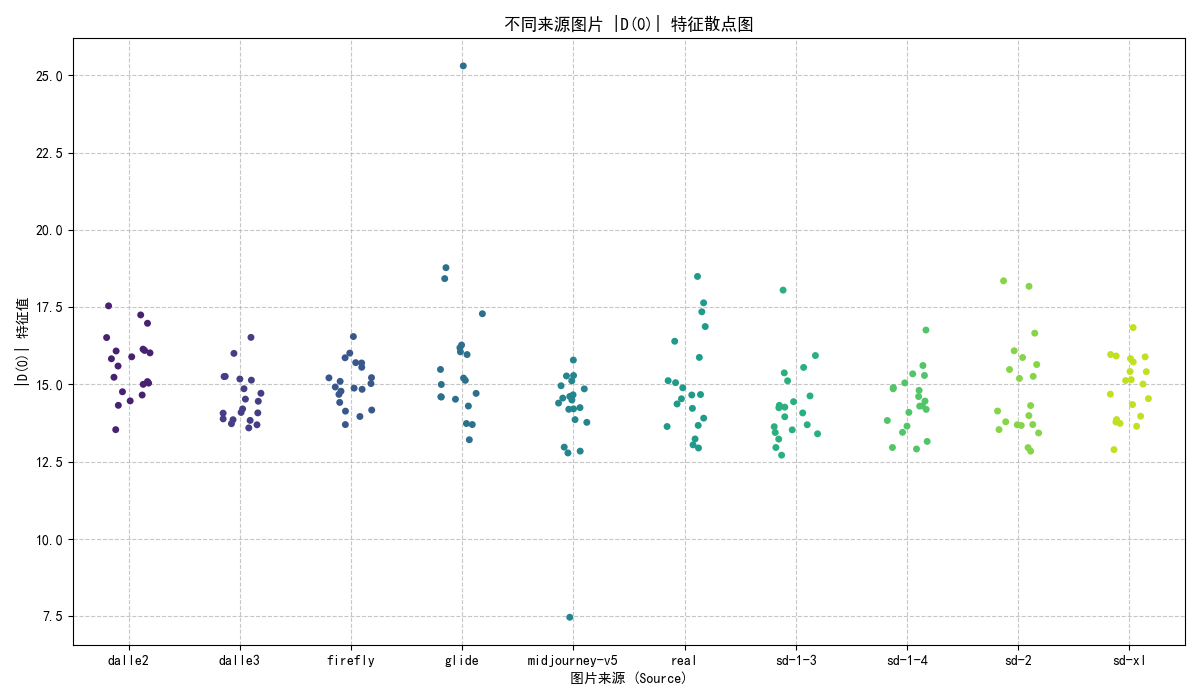 不同来源图片 |D(0)| 特征散点图
|D(0)| 特征值
25.0
22.5
20.0
17.5
15.0
12.5
10.0
7.5
dalle2 dalle3 firefly glide midjourney-v5 real sd-1-3 sd-1-4 sd-2 sd-xl
图片来源 (Source)